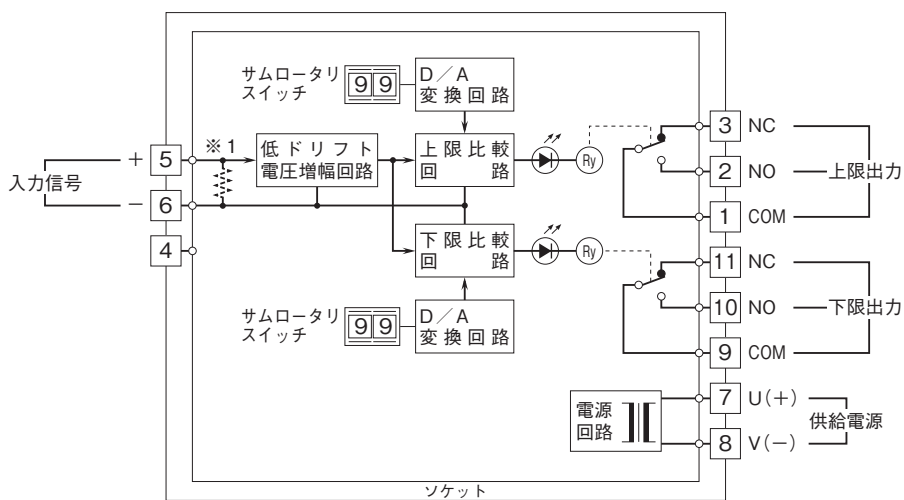 サムロータリ
スイッチ
9 9
D／A
変換回路
※1
＋ 5
低ドリフト
電圧増幅回路
上限比較
回　　路
Ry
3 NC
2 NO
上限出力
1 COM
入力信号
－ 6
4
下限比較
回　　路
Ry
11 NC
10 NO
下限出力
9 COM
サムロータリ
スイッチ
9 9
D／A
変換回路
電源
回路
7 U(＋)
供給電源
8 V(－)
ソケット